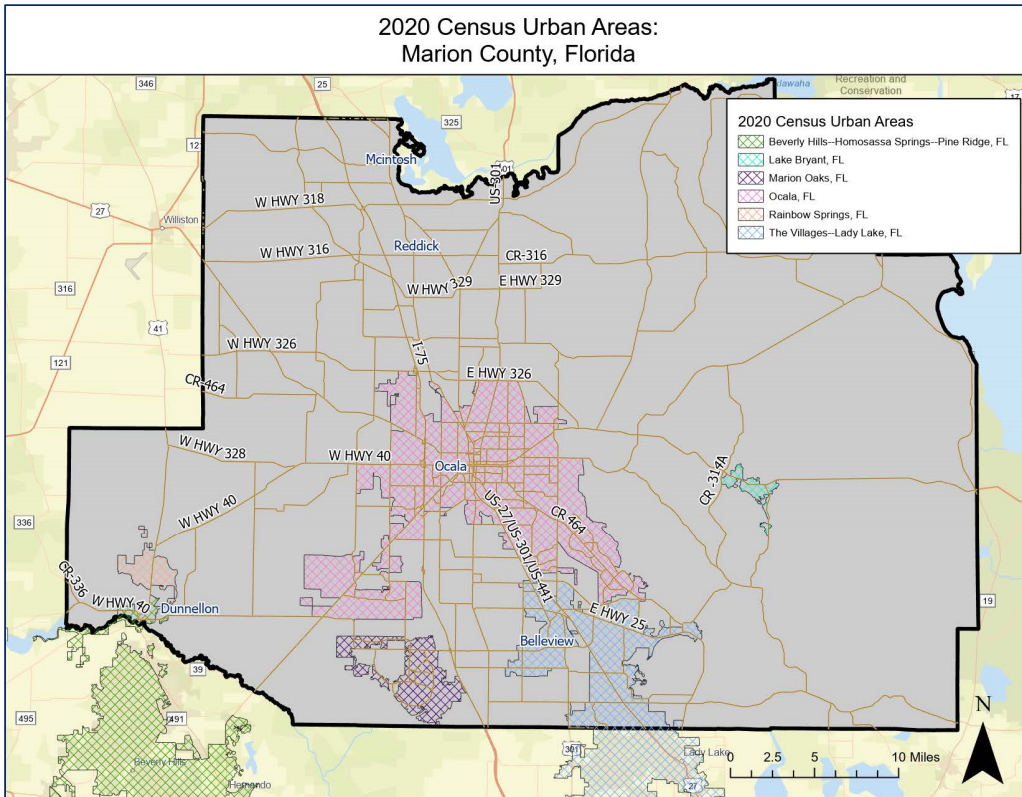 2020 Census Urban Areas:
Marion County, Florida
346
25
Recreation and
Conservation
17
325
121
Mcintosh
301
US-301
2020 Census Urban Areas
Beverly Hills--Homosassa Springs--Pine Ridge, FL
Lake Bryant, FL
Marion Oaks, FL
Ocala, FL
Rainbow Springs, FL
The Villages--Lady Lake, FL
27
Williston
W HWY 318
Reddick
W HWY 316
CR-316
W HWY 329
E HWY 329
316
41
W HWY 326
I-75
121
CR-464
E HWY 326
W HWY 328
W HWY 40
Ocala
CR-314A
W HWY 40
US-27/US-301/US-441
CR 464
336
CR-336
W HWY 40
Dunnellon
E HWY 25
19
Belleview
39
495
491
N
301
Lady Lake
0 2.5 5 10 Miles
Beverly Hills
Hernando
27